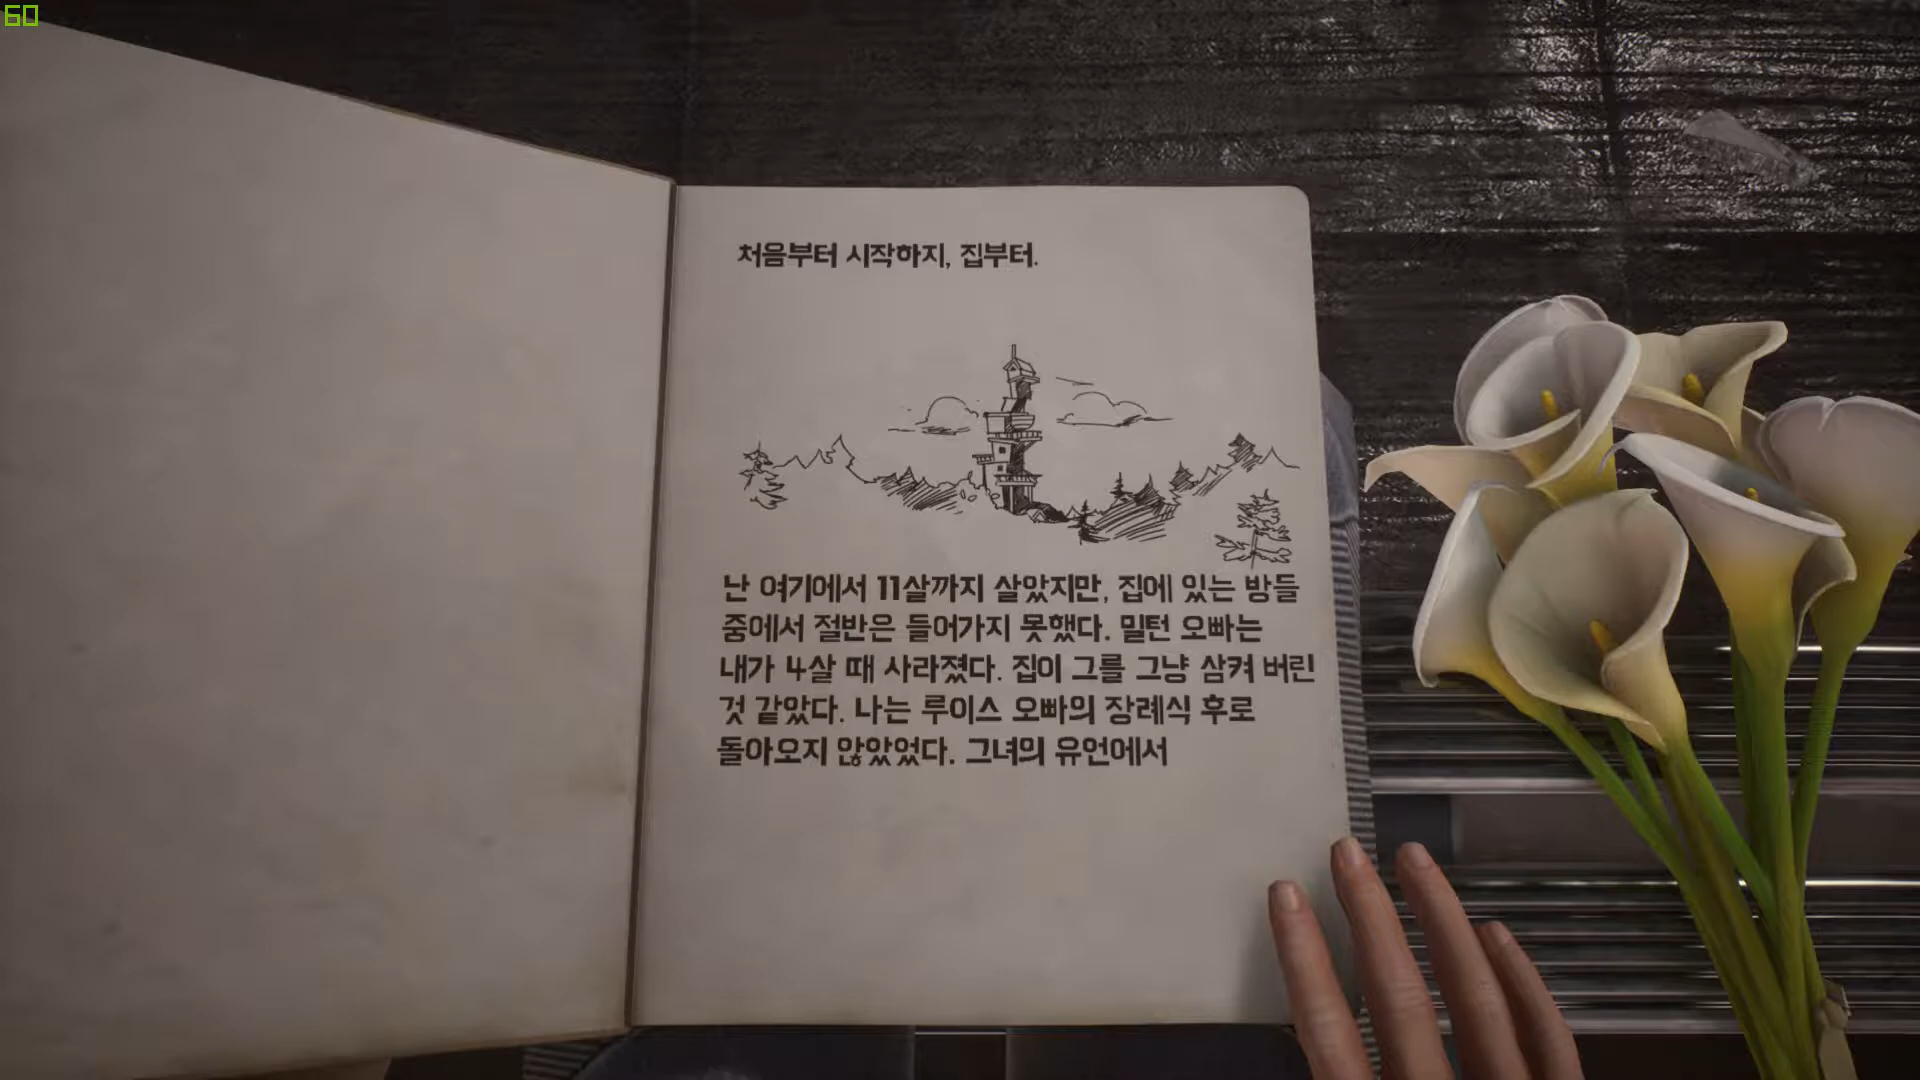 60
처음부터 시작하지, 집부터.
난 여기에서 11살까지 살았지만, 집에 있는 방들
중에서 절반은 들어가지 못했다. 밀턴 오빠는
내가 4살 때 사라졌다. 집이 그를 그냥 삼켜 버린
것 같았다. 나는 루이스 오빠의 장례식 후로
돌아오지 않았었다. 그녀의 유언에서